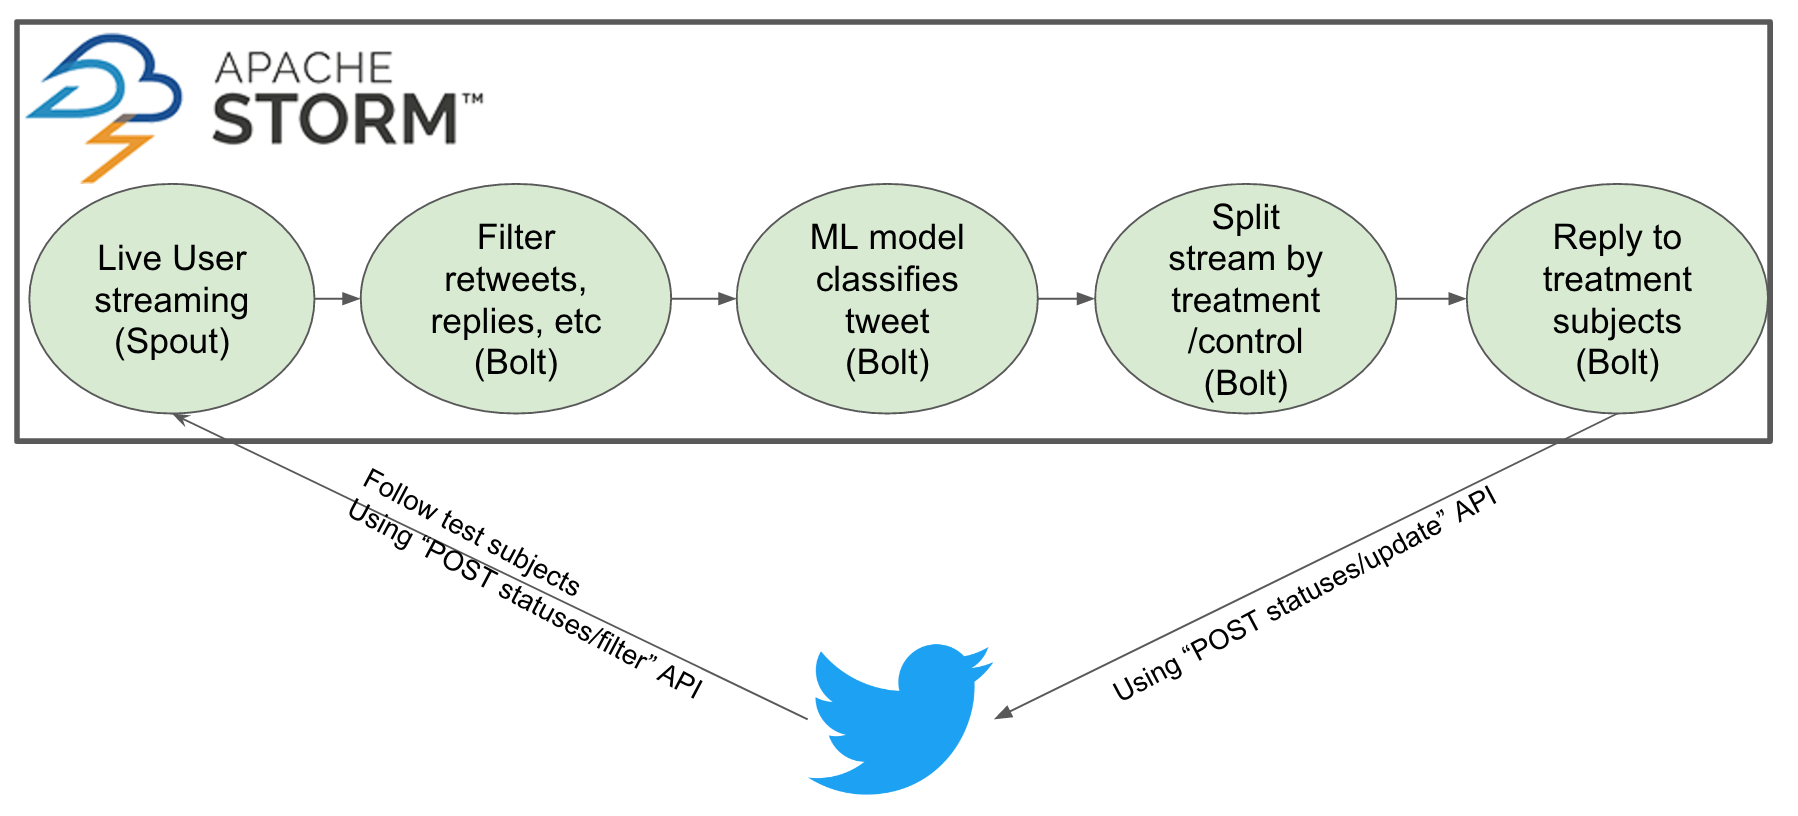 APACHE
STORM™
Live User
streaming
(Spout)
Filter
retweets,
replies, etc
(Bolt)
ML model
classifies
tweet
(Bolt)
Split
stream by
treatment
/control
(Bolt)
Reply to
treatment
subjects
(Bolt)
Follow test subjects
Using “POST statuses/filter” API
Using “POST statuses/update” API